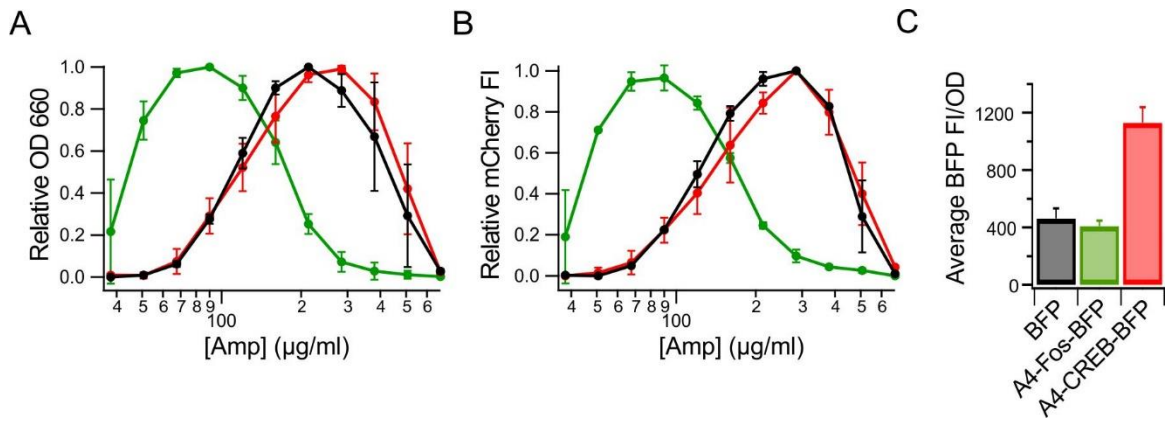 A
Relative OD 660
1.0
0.8
0.6
0.4
0.2
0.0
4 5 6 7 8 9 2 3 4 5 6
100
[Amp] (µg/ml)
B
Relative mCherry FI
1.0
0.8
0.6
0.4
0.2
0.0
4 5 6 7 8 9 2 3 4 5 6
100
[Amp] (µg/ml)
C
Average BFP FI/OD
1200
800
400
0
BFP
A4-Fos-BFP
A4-CREB-BFP